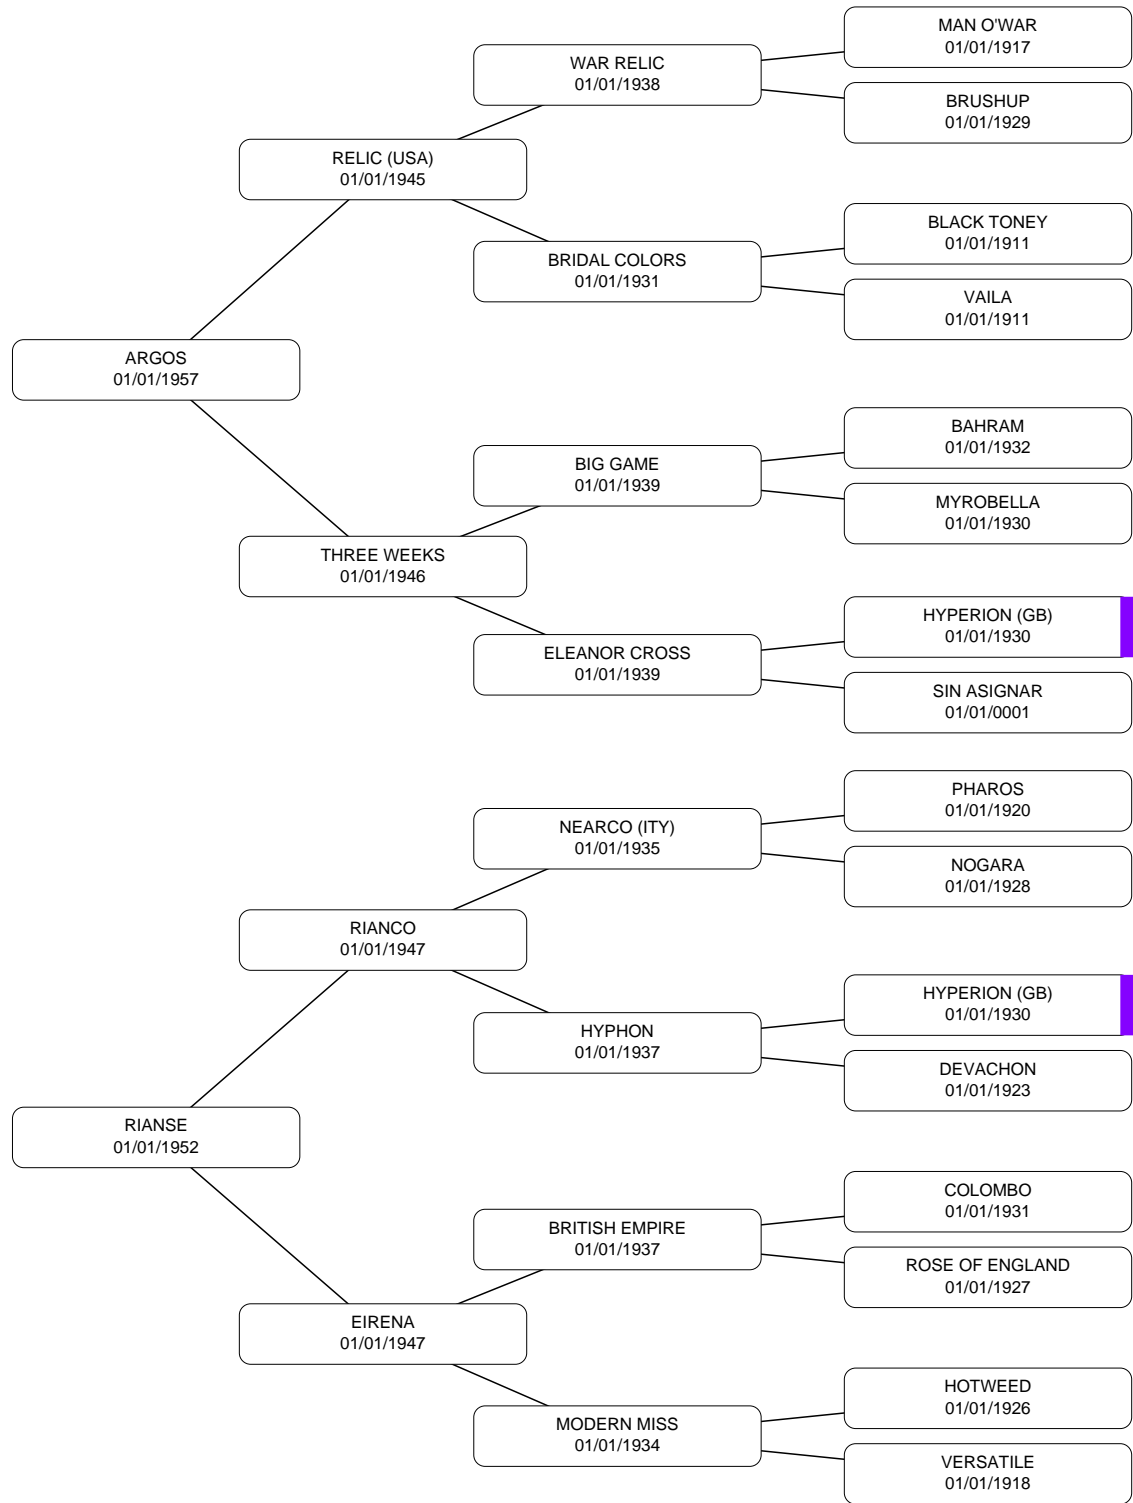 MAN O'WAR
01/01/1917
WAR RELIC
01/01/1938
BRUSHUP
01/01/1929
RELIC (USA)
01/01/1945
BLACK TONEY
01/01/1911
BRIDAL COLORS
01/01/1931
VAILA
01/01/1911
ARGOS
01/01/1957
BAHRAM
01/01/1932
BIG GAME
01/01/1939
MYROBELLA
01/01/1930
THREE WEEKS
01/01/1946
HYPERION (GB)
01/01/1930
ELEANOR CROSS
01/01/1939
SIN ASIGNAR
01/01/0001
PHAROS
01/01/1920
NEARCO (ITY)
01/01/1935
NOGARA
01/01/1928
RIANCO
01/01/1947
HYPERION (GB)
01/01/1930
HYPHON
01/01/1937
DEVACHON
01/01/1923
RIANSE
01/01/1952
COLOMBO
01/01/1931
BRITISH EMPIRE
01/01/1937
ROSE OF ENGLAND
01/01/1927
EIRENA
01/01/1947
HOTWEED
01/01/1926
MODERN MISS
01/01/1934
VERSATILE
01/01/1918